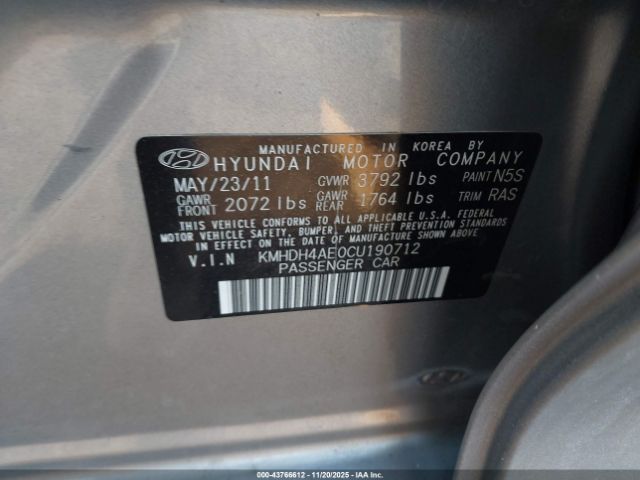 MANUFACTURED IN KOREA BY
HYUNDAI MOTOR COMPANY
MAY/23/11 GVWR 3792 lbs PAINT N5S
GAWR FRONT 2072 lbs GAWR REAR 1764 lbs TRIM RAS
THIS VEHICLE CONFORMS TO ALL APPLICABLE U.S.A. FEDERAL
MOTOR VEHICLE SAFETY, BUMPER, AND THEFT PREVENTION
STANDARDS IN EFFECT ON THE DATE OF MANUFACTURE SHOWN ABOVE.
V.I.N KMHDH4AE0CU190712
PASSENGER CAR
000-43766612 - 11/20/2025 - IAAI, Inc.